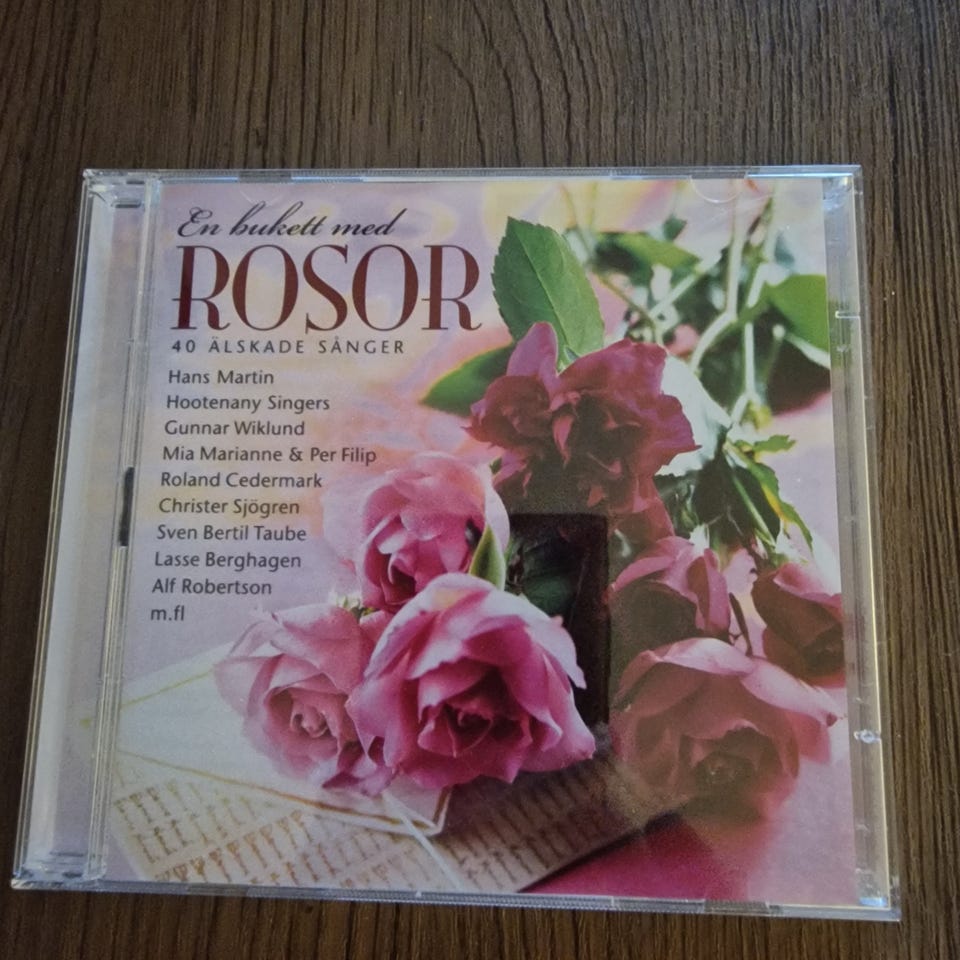 En bukett med
ROSOR
40 ÄLSKADE SÅNGER
Hans Martin
Hootenany Singers
Gunnar Wiklund
Mia Marianne & Per Filip
Roland Cedermark
Christer Sjögren
Sven Bertil Taube
Lasse Berghagen
Alf Robertson
m.fl